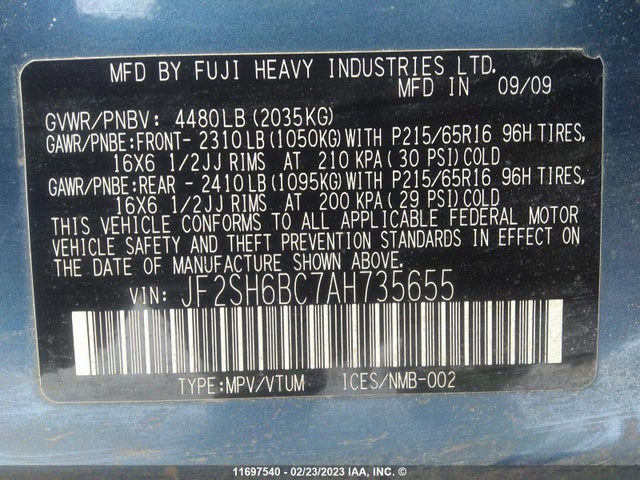 MFD BY FUJI HEAVY INDUSTRIES LTD.
MFD IN 09/09
GVWR/PNBV: 4480LB (2035KG)
GAWR/PNBE:FRONT- 2310LB (1050KG)WITH P215/65R16 96H TIRES,
16X6 1/2JJ RIMS AT 210 KPA (30 PSI) COLD
GAWR/PNBE:REAR - 2410LB (1095KG)WITH P215/65R16 96H TIRES,
16X6 1/2JJ RIMS AT 200 KPA (29 PSI) COLD
THIS VEHICLE CONFORMS TO ALL APPLICABLE FEDERAL MOTOR
VEHICLE SAFETY AND THEFT PREVENTION STANDARDS IN EFFECT ON
THE DATE OF MANUFACTURE SHOWN ABOVE.
VIN: JF2SH6BC7AH735655
TYPE:MPV/VTUM ICES/NMB-002
11697540 - 02/23/2023 IAA, INC. ©